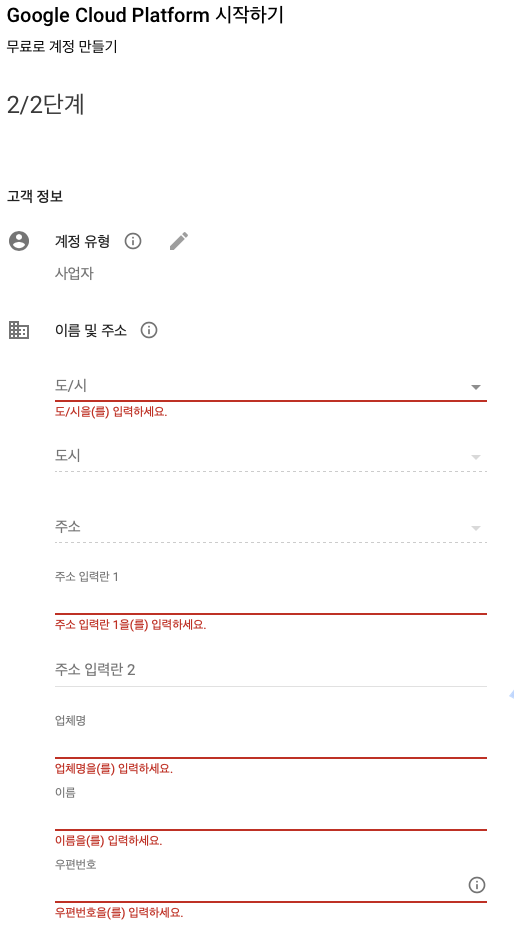 Google Cloud Platform 시작하기
무료로 계정 만들기
2/2단계
고객 정보
계정 유형
사업자
이름 및 주소
도/시
도/시을(를) 입력하세요.
도시
주소
주소 입력란 1
주소 입력란 1을(를) 입력하세요.
주소 입력란 2
업체명
업체명을(를) 입력하세요.
이름
이름을(를) 입력하세요.
우편번호
우편번호을(를) 입력하세요.